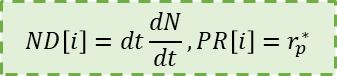 ND[i] = dt dN/dt , PR[i] = r_p^*